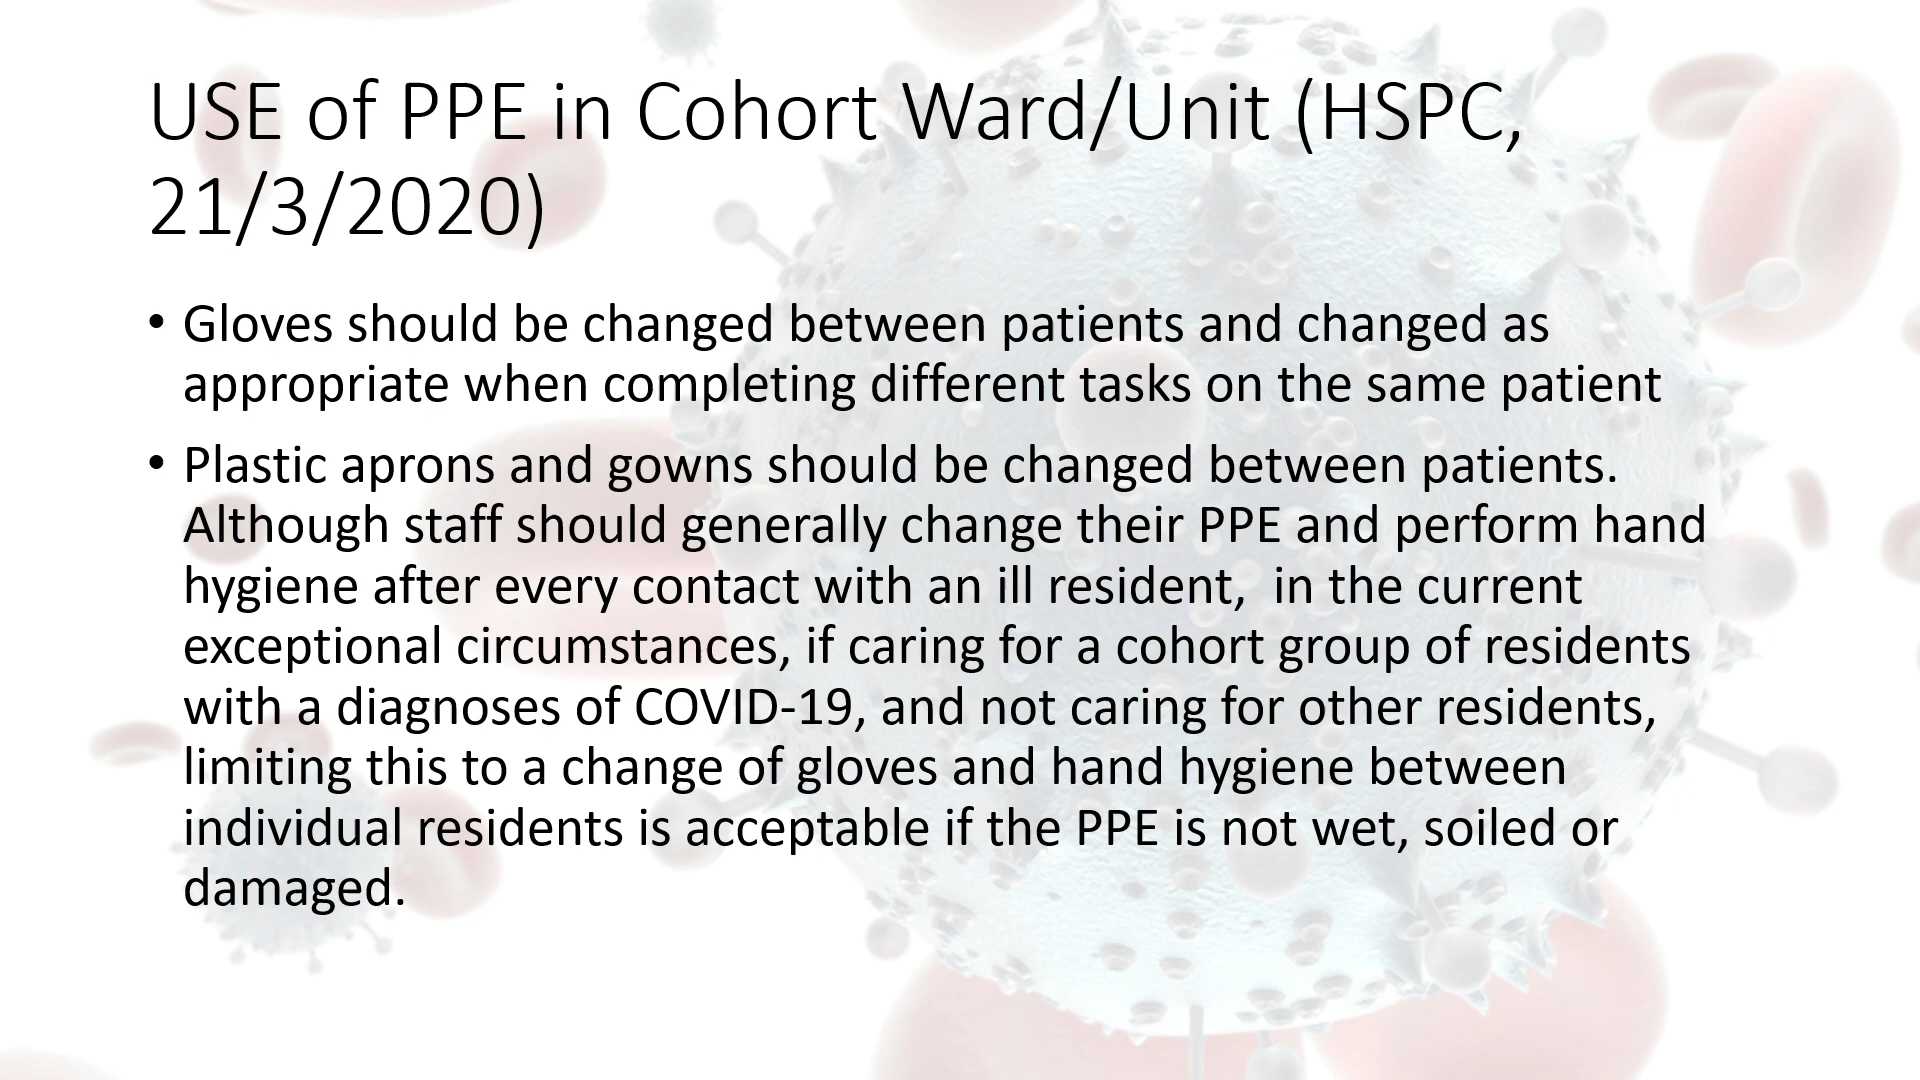 USE of PPE in Cohort Ward/Unit (HSPC,
21/3/2020)
• Gloves should be changed between patients and changed as
appropriate when completing different tasks on the same patient
• Plastic aprons and gowns should be changed between patients.
Although staff should generally change their PPE and perform hand
hygiene after every contact with an ill resident,  in the current
exceptional circumstances, if caring for a cohort group of residents
with a diagnoses of COVID-19, and not caring for other residents,
limiting this to a change of gloves and hand hygiene between
individual residents is acceptable if the PPE is not wet, soiled or
damaged.